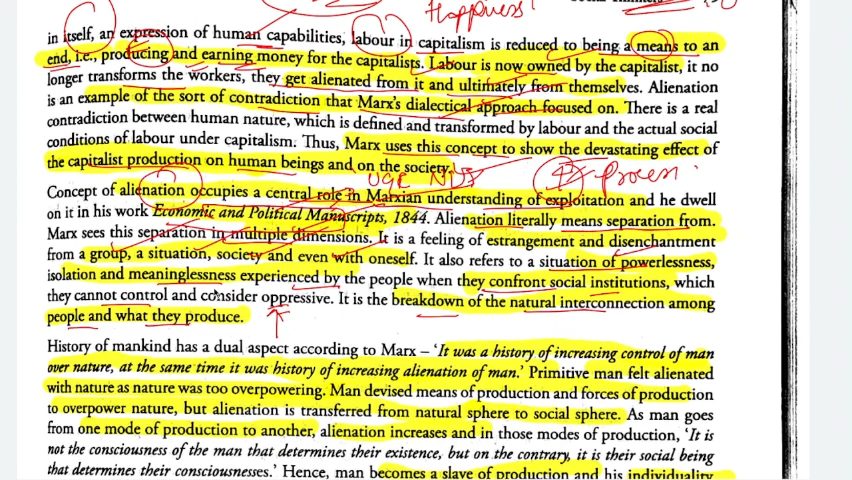 Happiness!
in itself, an expression of human capabilities, labour in capitalism is reduced to being a means to an
end, i.e., producing and earning money for the capitalists. Labour is now owned by the capitalist, it no
longer transforms the workers, they get alienated from it and ultimately from themselves. Alienation
is an example of the sort of contradiction that Marx's dialectical approach focused on. There is a real
contradiction between human nature, which is defined and transformed by labour and the actual social
conditions of labour under capitalism. Thus, Marx uses this concept to show the devastating effect of
the capitalist production on human beings and on the society.
Process.
Concept of alienation occupies a central role in Marxian understanding of exploitation and he dwell
on it in his work Economic and Political Manuscripts, 1844. Alienation literally means separation from.
Marx sees this separation in multiple dimensions. It is a feeling of estrangement and disenchantment
from a group, a situation, society and even with oneself. It also refers to a situation of powerlessness,
isolation and meaninglessness experienced by the people when they confront social institutions, which
they cannot control and consider oppressive. It is the breakdown of the natural interconnection among
people and what they produce.
History of mankind has a dual aspect according to Marx – 'It was a history of increasing control of man
over nature, at the same time it was history of increasing alienation of man.' Primitive man felt alienated
with nature as nature was too overpowering. Man devised means of production and forces of production
to overpower nature, but alienation is transferred from natural sphere to social sphere. As man goes
from one mode of production to another, alienation increases and in those modes of production, 'It is
not the consciousness of the man that determines their existence, but on the contrary, it is their social being
that determines their consciousnesses.' Hence, man becomes a slave of production and his individuality